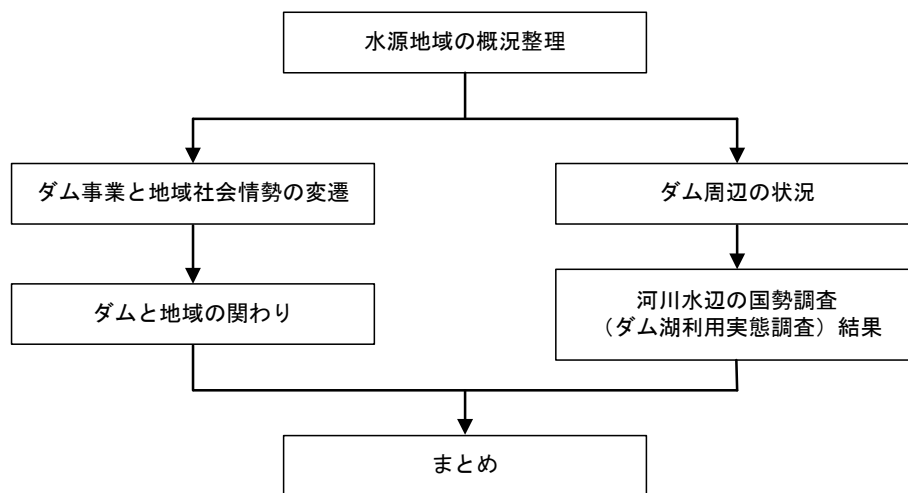 水源地域の概況整理
ダム事業と地域社会情勢の変遷
ダム周辺の状況
ダムと地域の関わり
河川水辺の国勢調査
（ダム湖利用実態調査）結果
まとめ